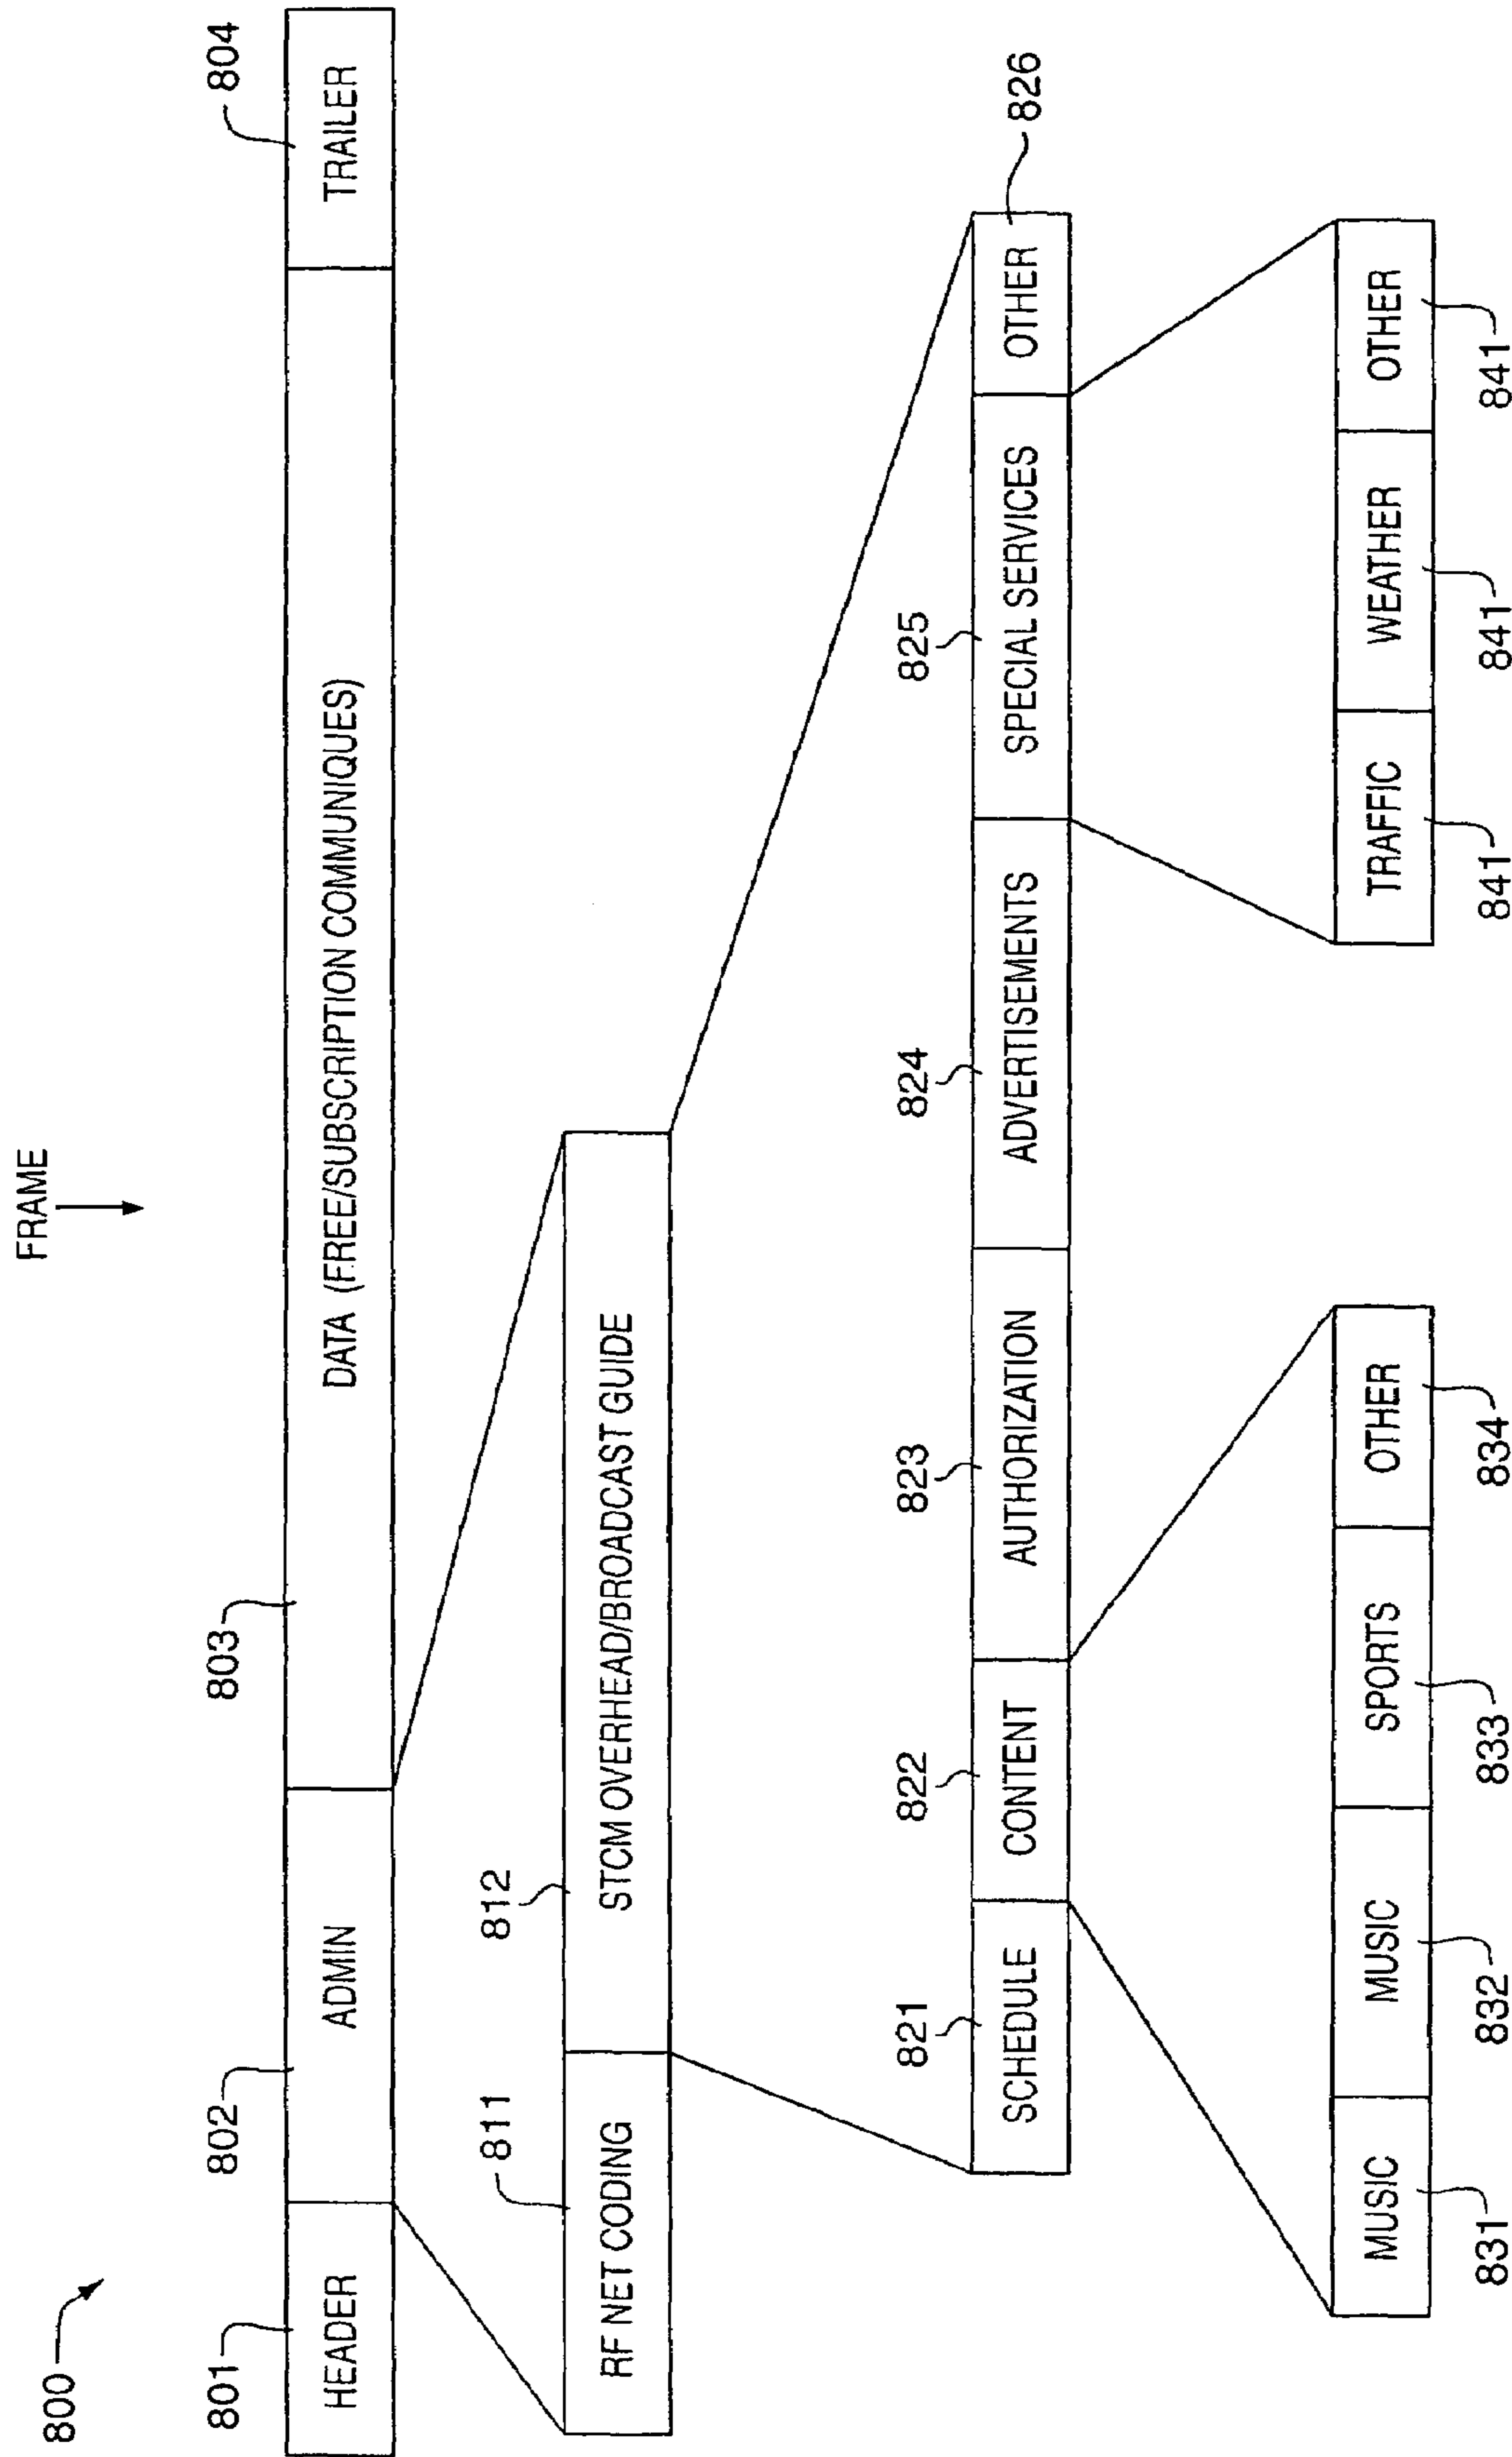 FRAME
800
801
802
803
804
HEADER
ADMIN
DATA (FREE/SUBSCRIPTION COMMUNIQUES)
TRAILER
811
812
RF NET CODING
STCM OVERHEAD/BROADCAST GUIDE
821
822
823
824
825
826
SCHEDULE
CONTENT
AUTHORIZATION
ADVERTISEMENTS
SPECIAL SERVICES
OTHER
MUSIC
MUSIC
SPORTS
OTHER
831
832
833
834
TRAFFIC
WEATHER
OTHER
841
841
841